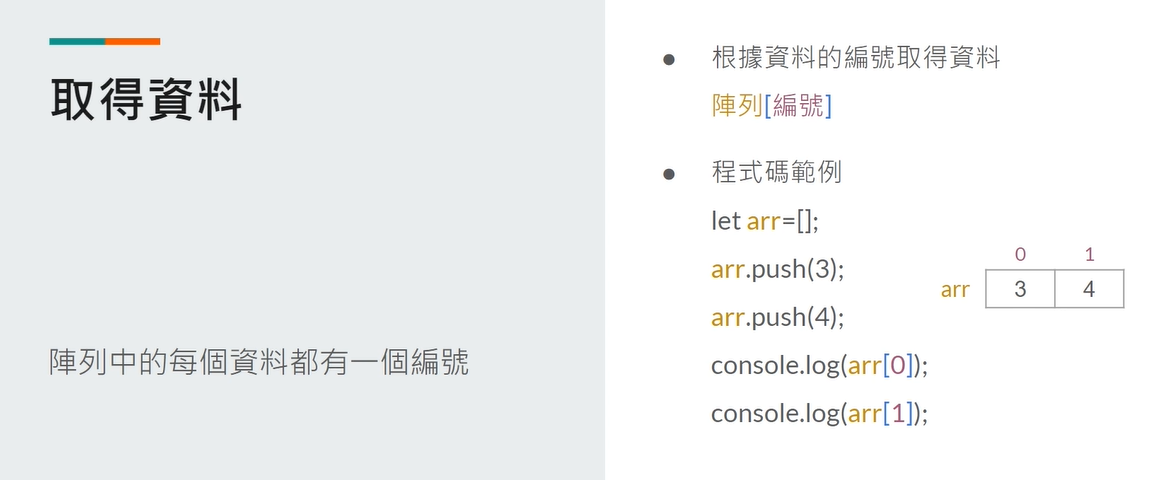 取得資料
陣列中的每個資料都有一個編號
● 根據資料的編號取得資料
陣列[編號]
● 程式碼範例
let arr=[];
arr.push(3);
arr.push(4);
console.log(arr[0]);
console.log(arr[1]);
0 1
arr 3 4